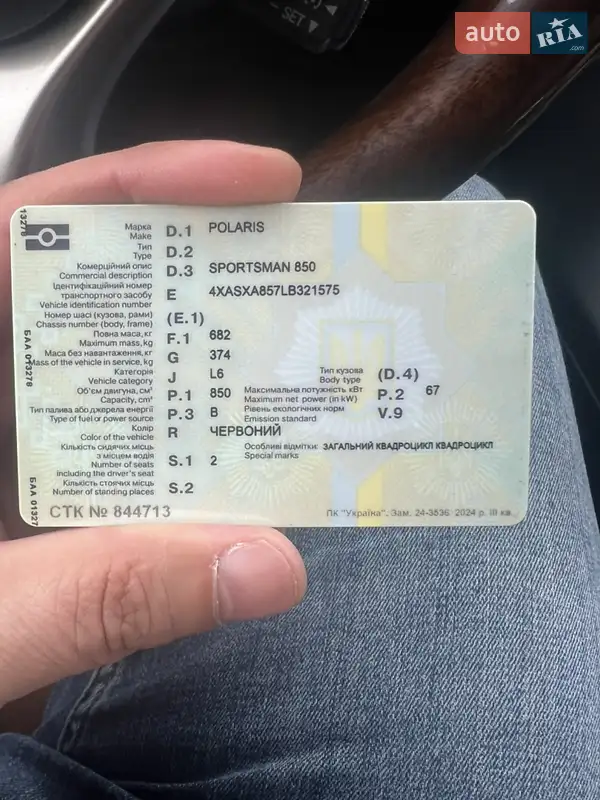 SET
auto RIA.com
Марка D.1 POLARIS
Make
Тип D.2
Type
Комерційний опис D.3 SPORTSMAN 850
Commercial description
Ідентифікаційний номер
транспортного засобу E 4XASXA857LB321575
Vehicle identification number
Номер шасі (кузова, рами) (E.1)
Chassis number (body, frame)
Повна маса, кг F.1 682
Maximum mass, kg
Маса без навантаження, кг G 374
Mass of the vehicle in service, kg
Категорія J L6 Тип кузова (D.4)
Vehicle category Body type
Об'єм двигуна, см³ P.1 850 Максимальна потужність кВт P.2 67
Capacity, cm³ Maximum net power (in kW)
Тип палива або джерела енергії P.3 B Рівень екологічних норм V.9
Type of fuel or power source Emission standard
Колір R ЧЕРВОНИЙ
Color of the vehicle
Кількість сидячих місць Особливі відмітки: ЗАГАЛЬНИЙ КВАДРОЦИКЛ КВАДРОЦИКЛ
з місцем водія S.1 2 Special marks
Number of seats
including the driver's seat
Кількість стоячих місць S.2
Number of standing places
СТК № 844713 ПК "Україна". Зам. 24-3536. 2024 р. III кв.
13278
БАА 013278
БАА 01327